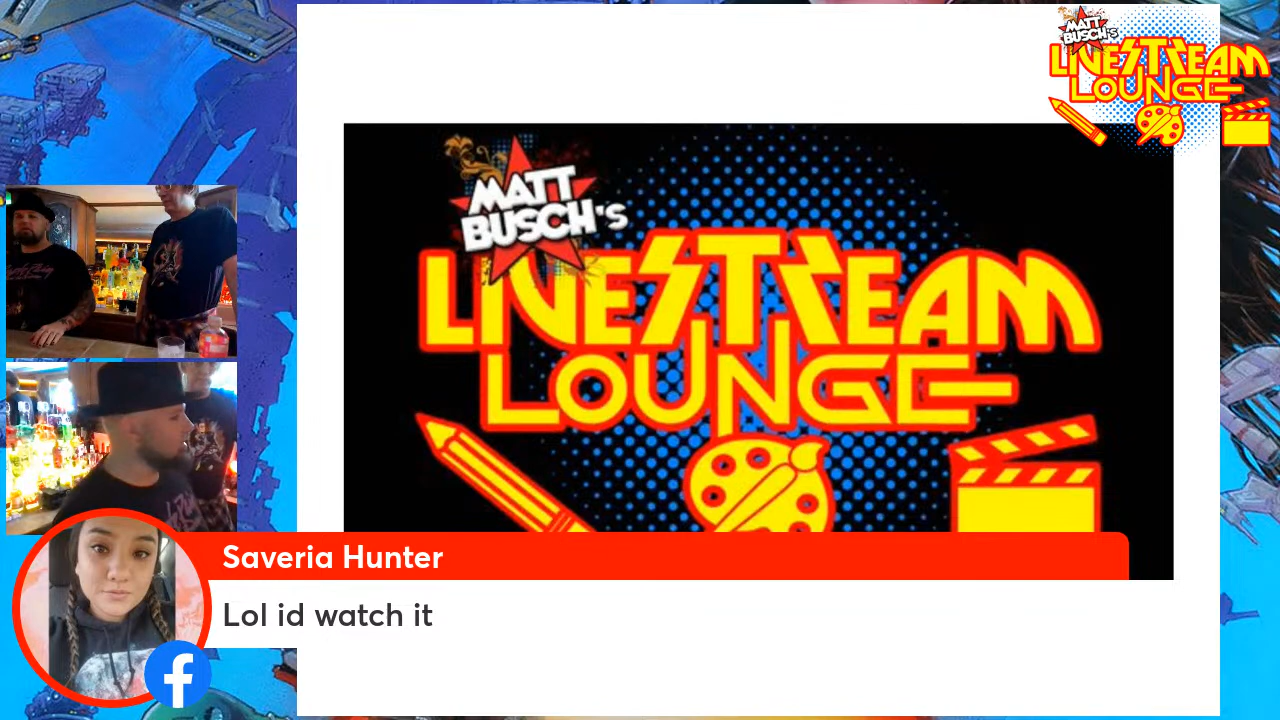 MATT
BUSCH'S
LIVESTREAM
LOUNGE
MATT
BUSCH'S
LIVESTREAM
LOUNGE
Saveria Hunter
Lol id watch it